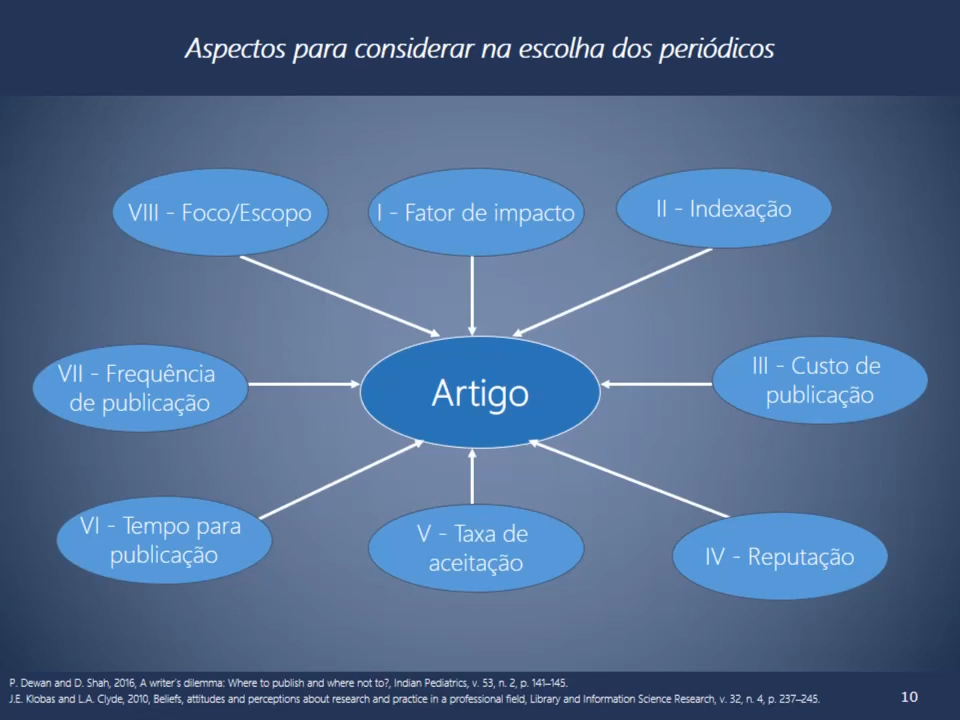 Aspectos para considerar na escolha dos periódicos
VIII - Foco/Escopo
I - Fator de impacto
II - Indexação
VII - Frequência
de publicação
Artigo
III - Custo de
publicação
VI - Tempo para
publicação
V - Taxa de
aceitação
IV - Reputação
P. Dewan and D. Shah, 2016, A writer's dilemma: Where to publish and where not to?, Indian Pediatrics, v. 53, n. 2, p. 141–145.
J.E. Klobas and L.A. Clyde, 2010, Beliefs, attitudes and perceptions about research and practice in a professional field, Library and Information Science Research, v. 32, n. 4, p. 237–245.
10